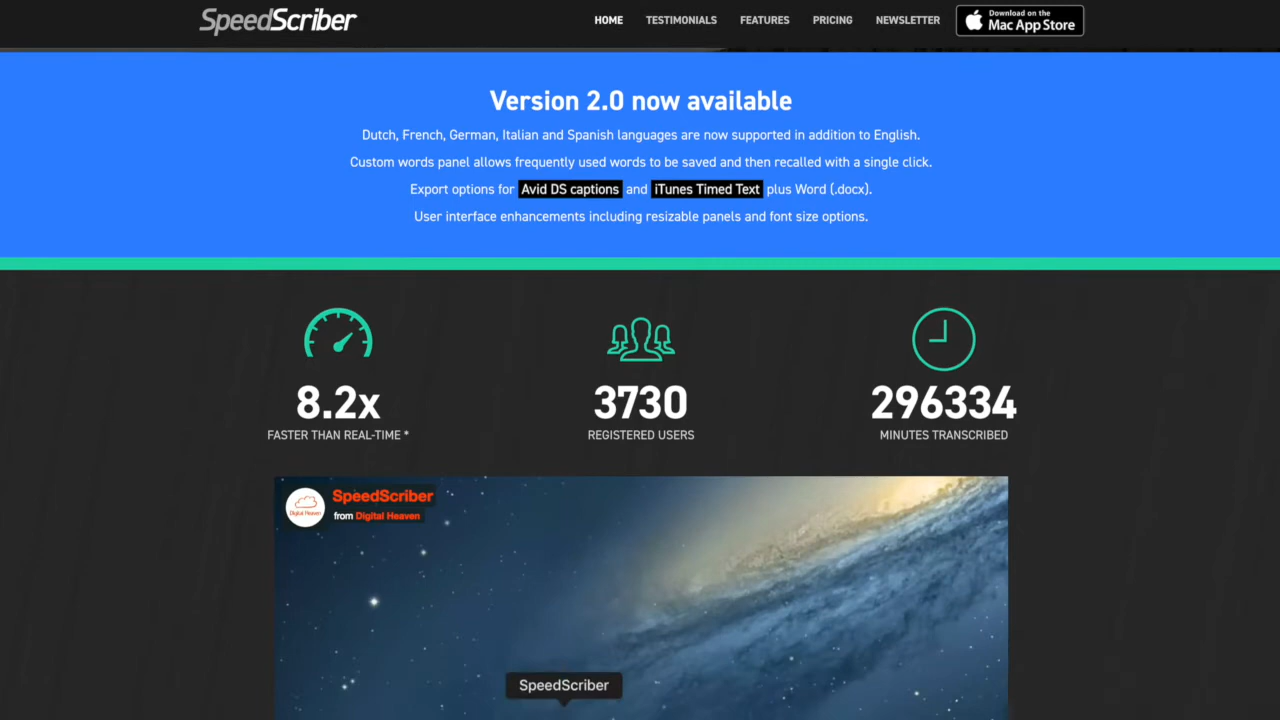 SpeedScriber
HOME TESTIMONIALS FEATURES PRICING NEWSLETTER
Download on the
Mac App Store
Version 2.0 now available
Dutch, French, German, Italian and Spanish languages are now supported in addition to English.
Custom words panel allows frequently used words to be saved and then recalled with a single click.
Export options for Avid DS captions and iTunes Timed Text plus Word (.docx).
User interface enhancements including resizable panels and font size options.
8.2x 3730 296334
FASTER THAN REAL-TIME * REGISTERED USERS MINUTES TRANSCRIBED
SpeedScriber
Digital Heaven
from Digital Heaven
SpeedScriber